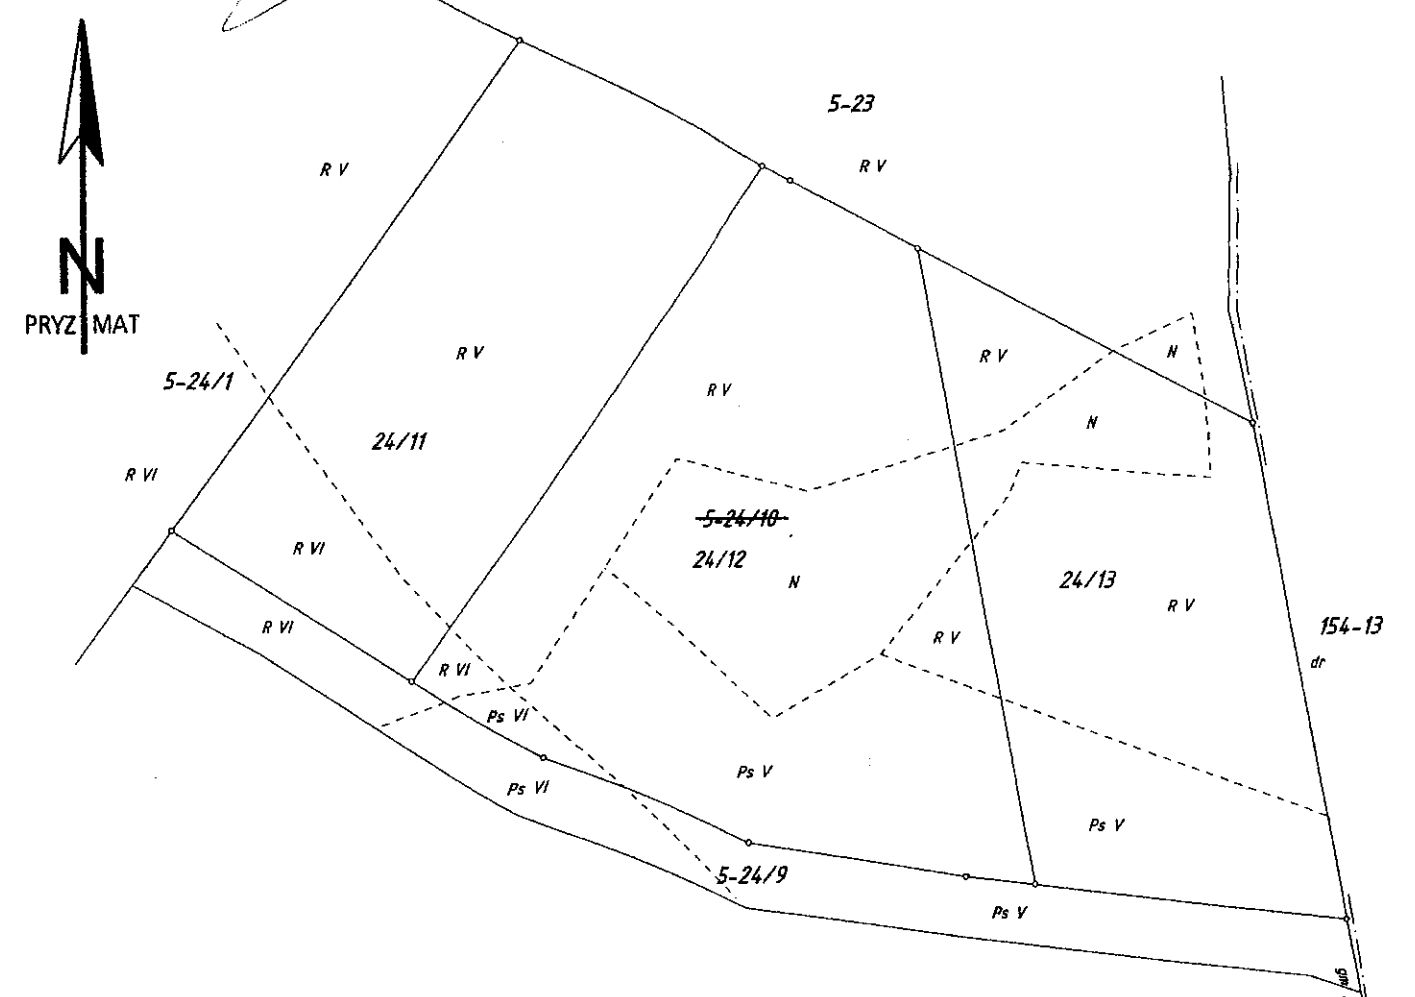 5-23
R V
R V
N
PRYZMAT
R V
R V
N
5-24/1
R V
N
24/11
R VI
5-24/10
R VI
24/12
N
24/13
R V
R VI
R V
154-13
dr
R VI
Ps VI
Ps V
Ps VI
Ps V
5-24/9
Ps V
gm